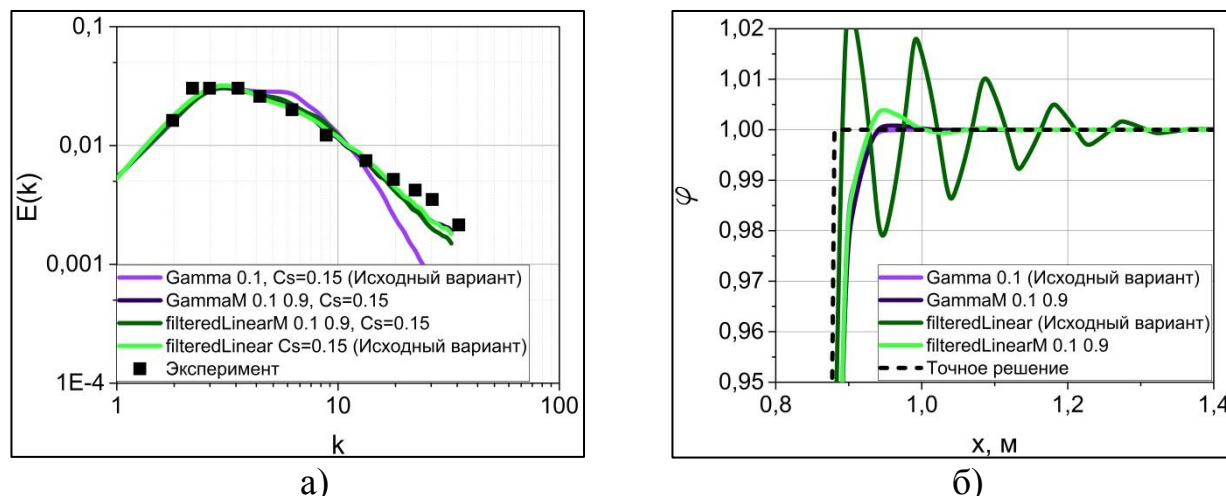 0,1
0,01
0,001
1E-4
E(k)
Gamma 0.1, Cs=0.15 (Исходный вариант)
GammaM 0.1 0.9, Cs=0.15
filteredLinearM 0.1 0.9, Cs=0.15
filteredLinear Cs=0.15 (Исходный вариант)
Эксперимент
1
10
100
k
а)
1,02
1,01
1,00
0,99
0,98
0,97
0,96
0,95
φ
Gamma 0.1 (Исходный вариант)
GammaM 0.1 0.9
filteredLinear (Исходный вариант)
filteredLinearM 0.1 0.9
Точное решение
0,8
1,0
1,2
1,4
x, м
б)